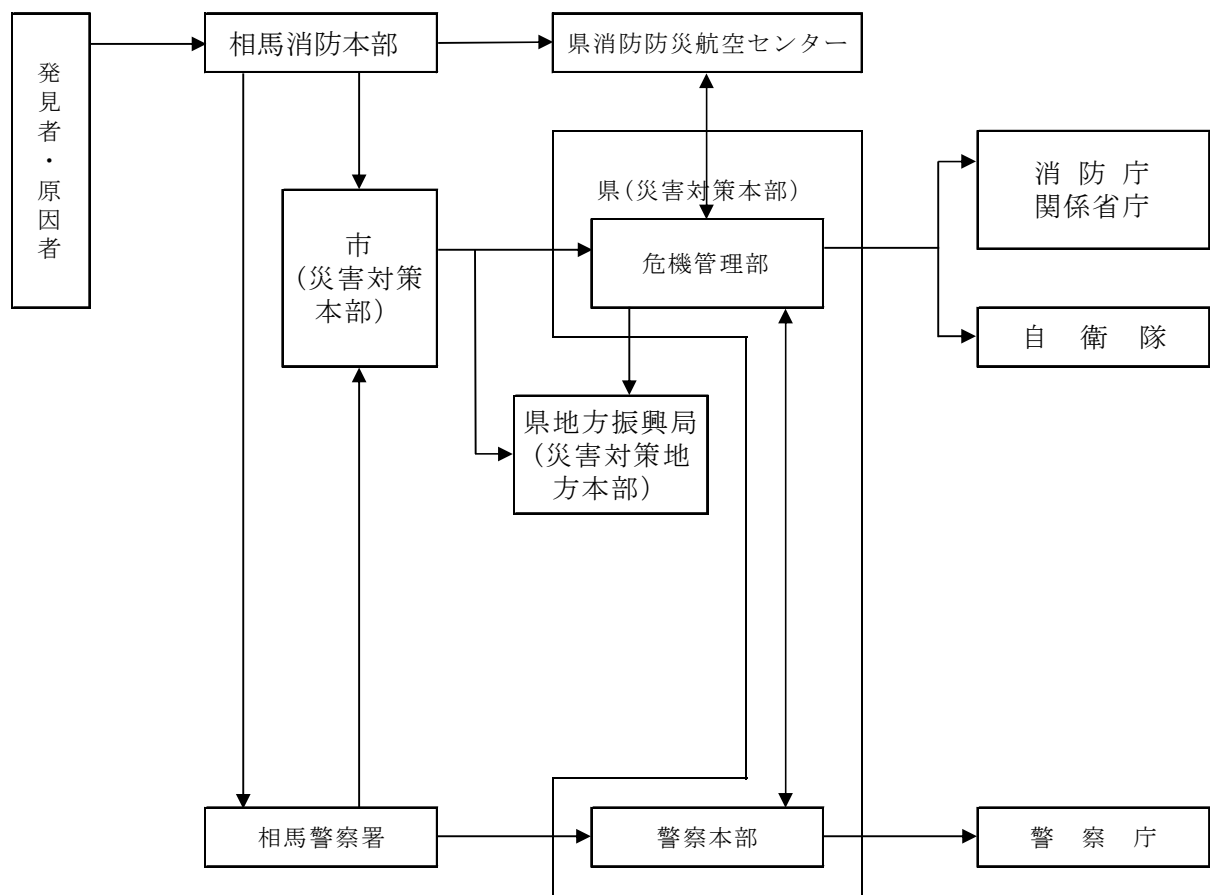 発見者・原因者
相馬消防本部
県消防防災航空センター
県(災害対策本部)
消防庁
関係省庁
市
(災害対策
本部)
危機管理部
自衛隊
県地方振興局
(災害対策地
方本部)
相馬警察署
警察本部
警察庁